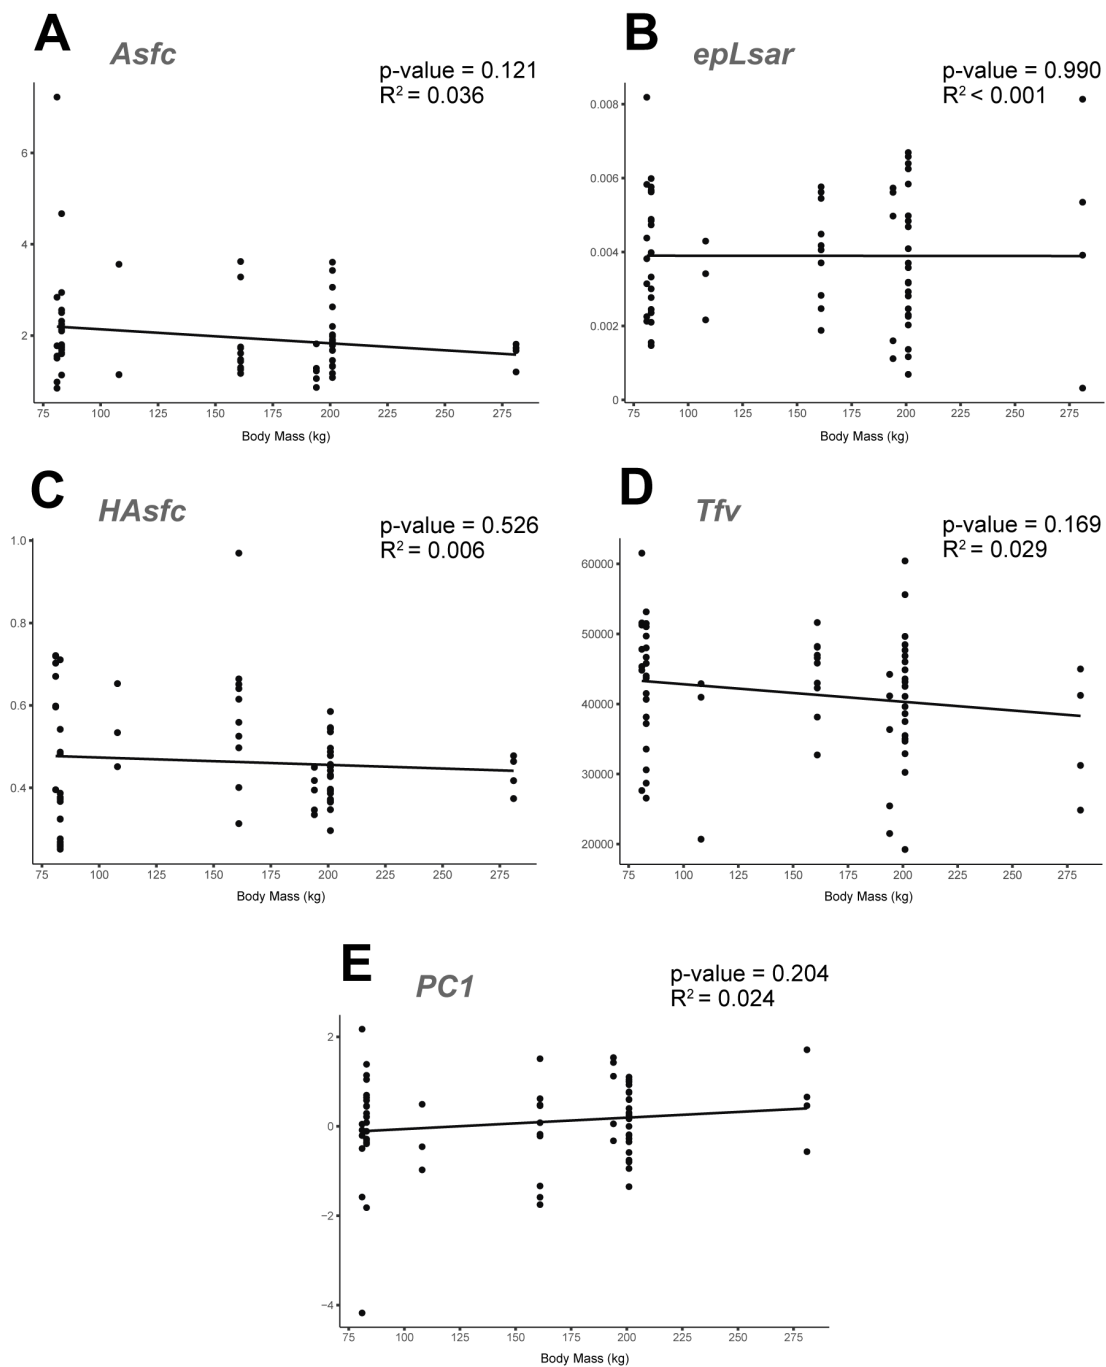 A
Asfc
p-value = 0.121
R² = 0.036
6
4
2
75 100 125 150 175 200 225 250 275
Body Mass (kg)
B
epLsar
p-value = 0.990
R² < 0.001
0.008
0.006
0.004
0.002
0
75 100 125 150 175 200 225 250 275
Body Mass (kg)
C
HAsfc
p-value = 0.526
R² = 0.006
1.0
0.8
0.6
0.4
75 100 125 150 175 200 225 250 275
Body Mass (kg)
D
Tfv
p-value = 0.169
R² = 0.029
60000
50000
40000
30000
20000
75 100 125 150 175 200 225 250 275
Body Mass (kg)
E
PC1
p-value = 0.204
R² = 0.024
2
0
−2
−4
75 100 125 150 175 200 225 250 275
Body Mass (kg)